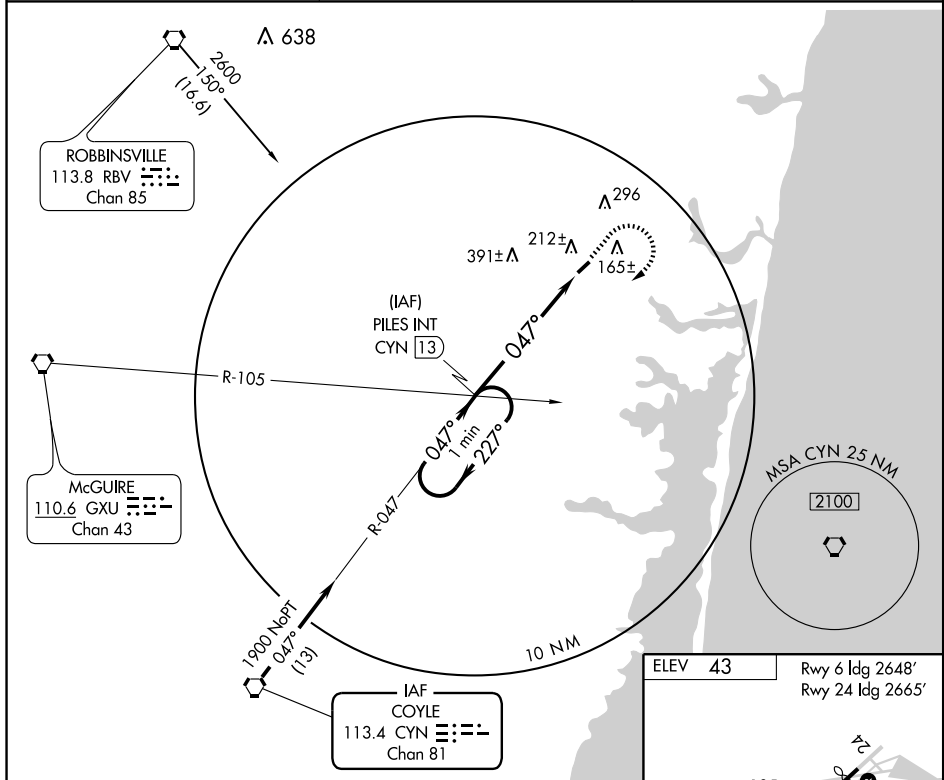 638
2600
150°
(16.6)
ROBBINSVILLE
113.8 RBV
Chan 85
296
212±
391±
165±
(IAF)
PILES INT
CYN 13
047°
R-105
047°
1 min
227°
McGUIRE
110.6 GXU
Chan 43
R-047
MSA CYN 25 NM
2100
1900 NoPT
047°
(13)
10 NM
IAF
COYLE
113.4 CYN
Chan 81
ELEV 43
Rwy 6 ldg 2648'
Rwy 24 ldg 2665'
24